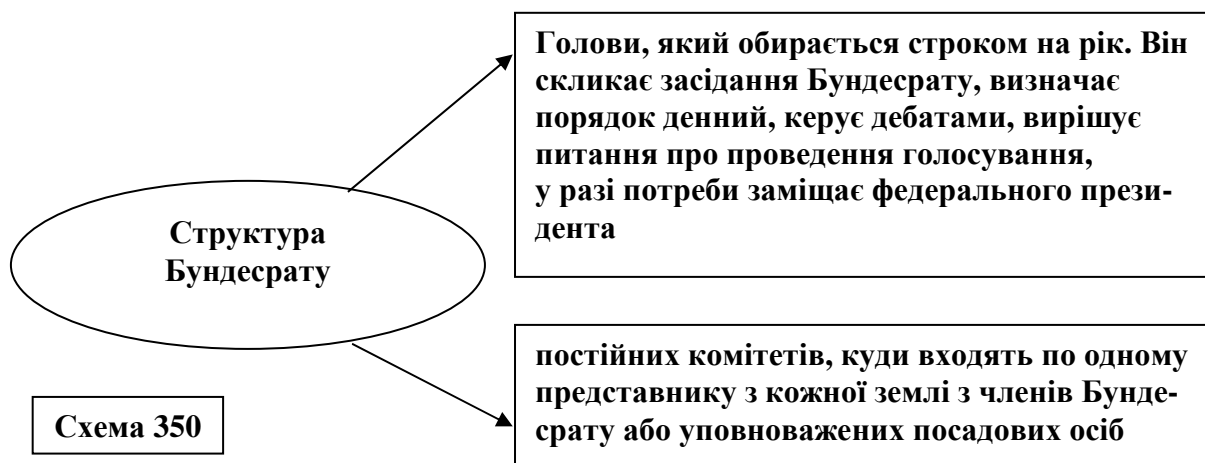 Голови, який обирається строком на рік. Він
скликає засідання Бундесрату, визначає
порядок денний, керує дебатами, вирішує
питання про проведення голосування,
у разі потреби заміщає федерального прези-
дента
Структура
Бундесрату
постійних комітетів, куди входять по одному
представнику з кожної землі з членів Бунде-
срату або уповноважених посадових осіб
Схема 350